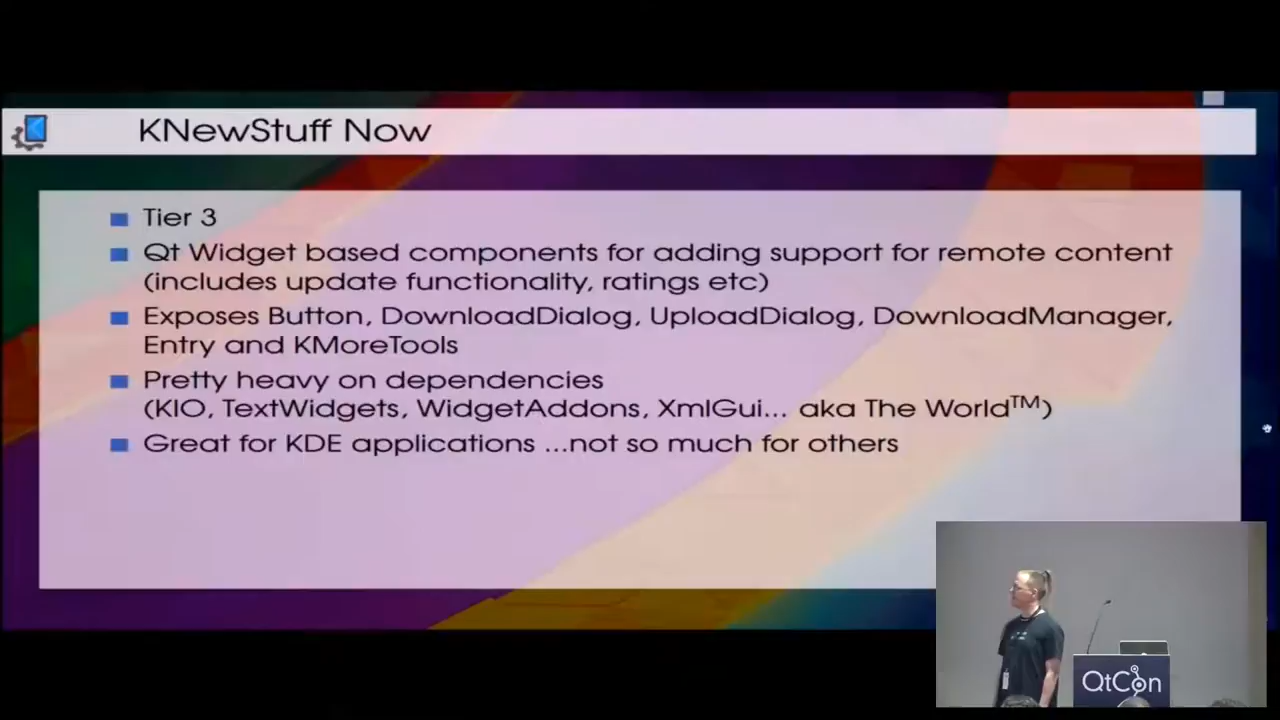 KNewStuff Now
Tier 3
Qt Widget based components for adding support for remote content
(includes update functionality, ratings etc)
Exposes Button, DownloadDialog, UploadDialog, DownloadManager,
Entry and KMoreTools
Pretty heavy on dependencies
(KIO, TextWidgets, WidgetAddons, XmlGui... aka The World™)
Great for KDE applications ...not so much for others
QtCon